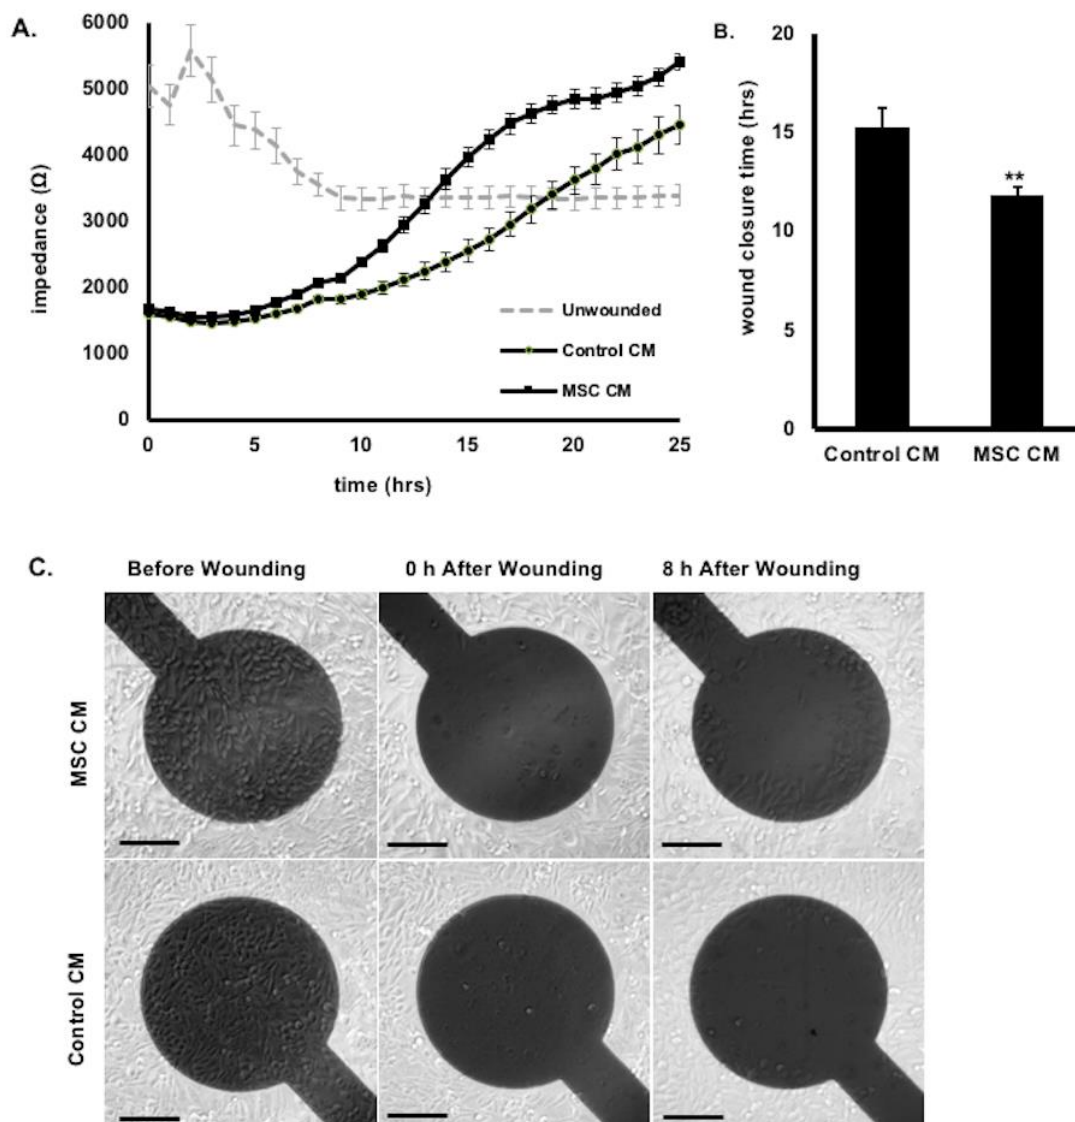 A.
6000
5000
4000
3000
2000
1000
0
impedance (Ω)
0 5 10 15 20 25
time (hrs)
Unwounded
Control CM
MSC CM
B.
20
15
10
5
0
wound closure time (hrs)
**
Control CM MSC CM
C.
Before Wounding 0 h After Wounding 8 h After Wounding
MSC CM
Control CM